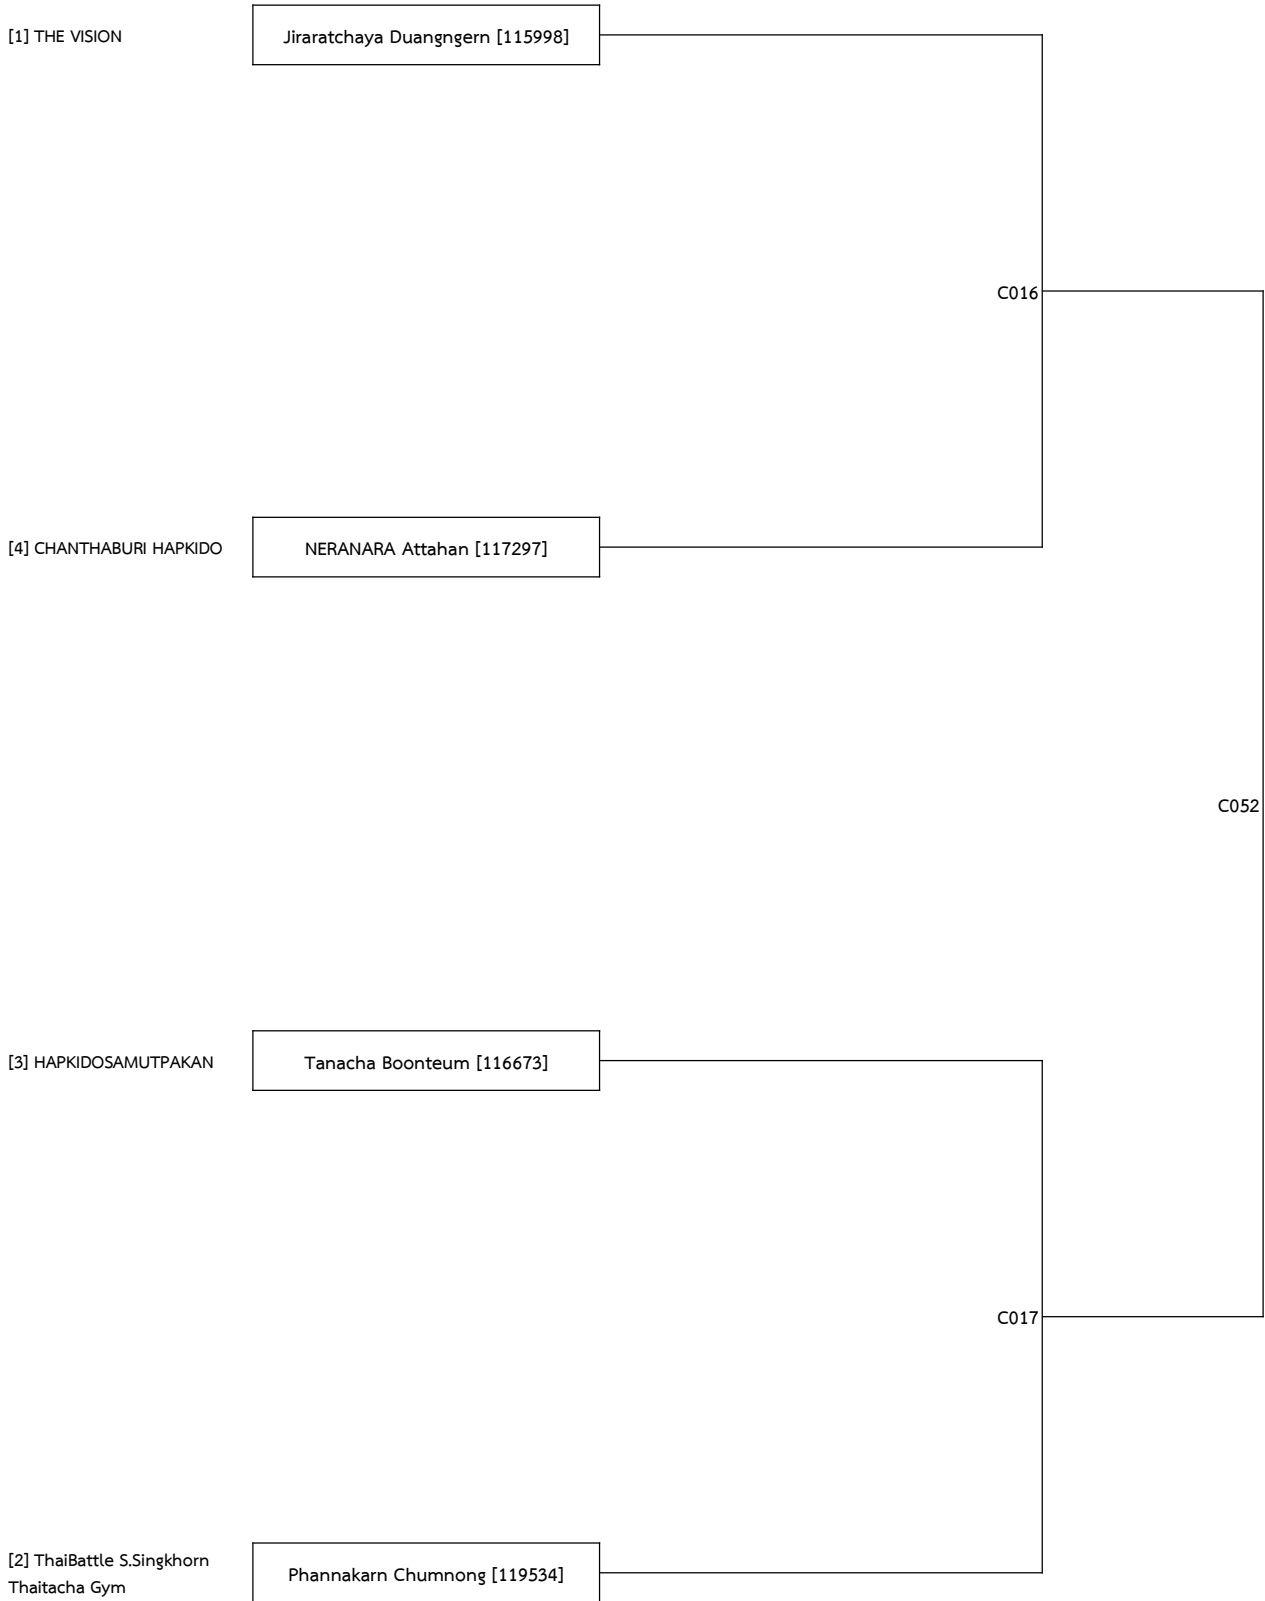 [1] THE VISION
Jiraratchaya Duangngern [115998]
C016
[4] CHANTHABURI HAPKIDO
NERANARA Attahan [117297]
C052
[3] HAPKIDOSAMUTPAKAN
Tanacha Boonteum [116673]
C017
[2] ThaiBattle S.Singkhorn
Thaitacha Gym
Phannakarn Chumnong [119534]